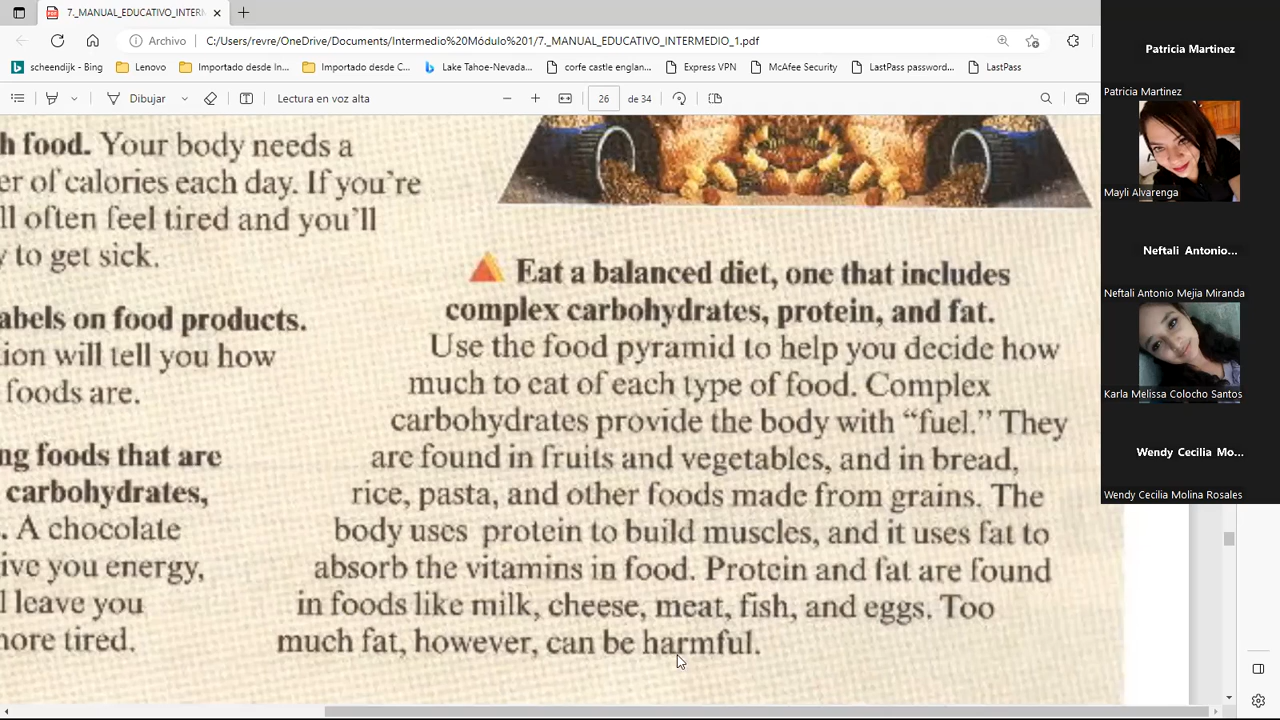 7._MANUAL_EDUCATIVO_INTERM
Archivo
C:/Users/revre/OneDrive/Documents/Intermedio%20Módulo%201/7._MANUAL_EDUCATIVO_INTERMEDIO_1.pdf
scheendijk - Bing
Lenovo
Importado desde In...
Importado desde C...
Lake Tahoe-Nevada...
corfe castle englan...
Express VPN
McAfee Security
LastPass password...
LastPass
Dibujar
Lectura en voz alta
26
de 34
h food. Your body needs a
er of calories each day. If you're
ll often feel tired and you'll
y to get sick.
abels on food products.
ion will tell you how
foods are.
ng foods that are
carbohydrates,
. A chocolate
ive you energy,
l leave you
more tired.
Eat a balanced diet, one that includes
complex carbohydrates, protein, and fat.
Use the food pyramid to help you decide how
much to eat of each type of food. Complex
carbohydrates provide the body with “fuel.” They
are found in fruits and vegetables, and in bread,
rice, pasta, and other foods made from grains. The
body uses protein to build muscles, and it uses fat to
absorb the vitamins in food. Protein and fat are found
in foods like milk, cheese, meat, fish, and eggs. Too
much fat, however, can be harmful.
Patricia Martinez
Patricia Martinez
Mayli Alvarenga
Neftali Antonio...
Neftali Antonio Mejia Miranda
Karla Melissa Colocho Santos
Wendy Cecilia Mo...
Wendy Cecilia Molina Rosales